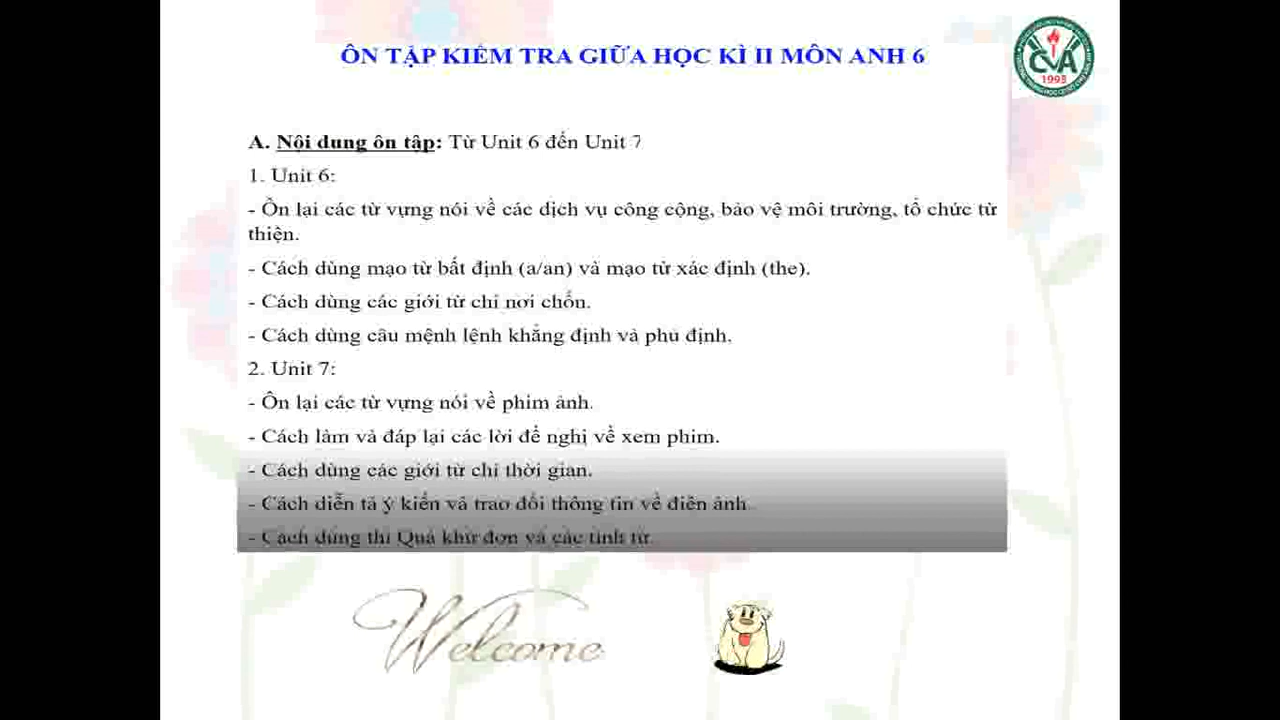 ÔN TẬP KIỂM TRA GIỮA HỌC KÌ II MÔN ANH 6
CVA
1993
A. Nội dung ôn tập: Từ Unit 6 đến Unit 7
1. Unit 6:
- Ôn lại các từ vựng nói về các dịch vụ công cộng, bảo vệ môi trường, tổ chức từ
thiện.
- Cách dùng mạo từ bất định (a/an) và mạo từ xác định (the).
- Cách dùng các giới từ chỉ nơi chốn.
- Cách dùng câu mệnh lệnh khẳng định và phủ định.
2. Unit 7:
- Ôn lại các từ vựng nói về phim ảnh.
- Cách làm và đáp lại các lời đề nghị về xem phim.
- Cách dùng các giới từ chỉ thời gian.
- Cách diễn tả ý kiến và trao đổi thông tin về điện ảnh.
- Cách dùng thì Quá khứ đơn và các tính từ.
Welcome